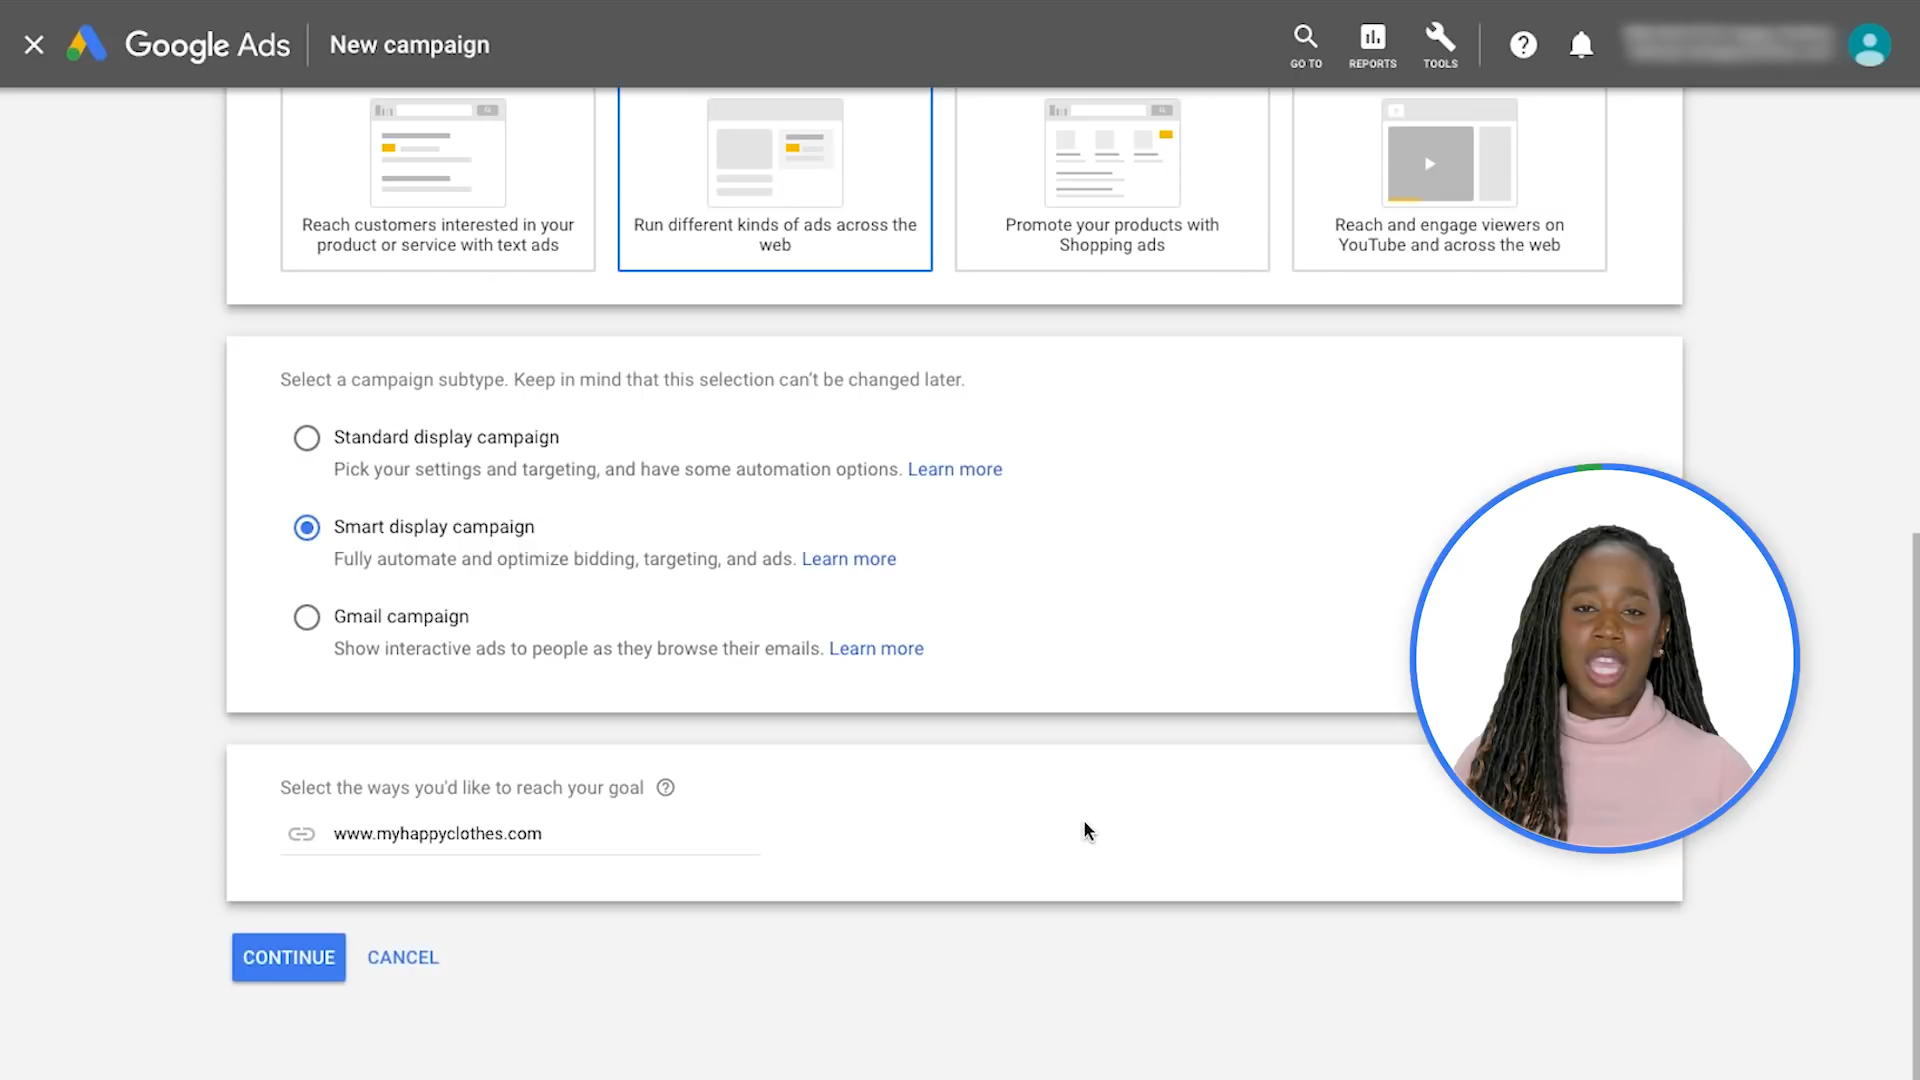 Google Ads
New campaign
GO TO
REPORTS
TOOLS
Reach customers interested in your
product or service with text ads
Run different kinds of ads across the
web
Promote your products with
Shopping ads
Reach and engage viewers on
YouTube and across the web
Select a campaign subtype. Keep in mind that this selection can't be changed later.
Standard display campaign
Pick your settings and targeting, and have some automation options. Learn more
Smart display campaign
Fully automate and optimize bidding, targeting, and ads. Learn more
Gmail campaign
Show interactive ads to people as they browse their emails. Learn more
Select the ways you'd like to reach your goal
www.myhappyclothes.com
CONTINUE
CANCEL